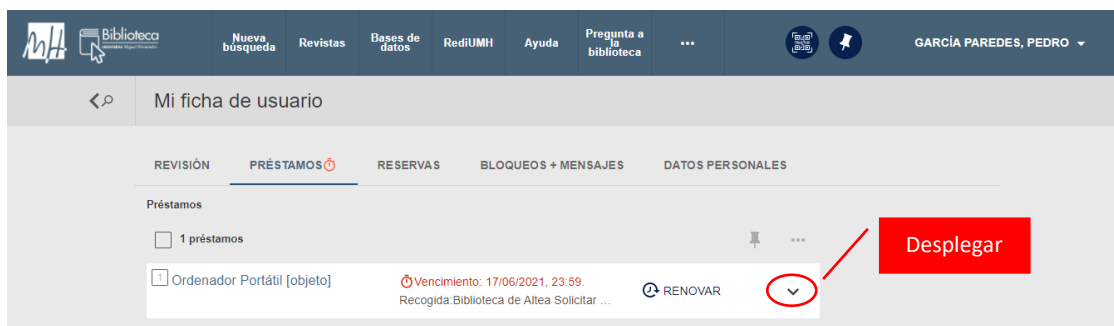 Biblioteca
Nueva búsqueda
Revistas
Bases de datos
RediUMH
Ayuda
Pregunta a la biblioteca
...
GARCÍA PAREDES, PEDRO
Mi ficha de usuario
REVISIÓN PRÉSTAMOS RESERVAS BLOQUEOS + MENSAJES DATOS PERSONALES
Préstamos
1 préstamos
...
Desplegar
1 Ordenador Portátil [objeto]
Vencimiento: 17/06/2021, 23:59.
Recogida:Biblioteca de Altea Solicitar ...
RENOVAR